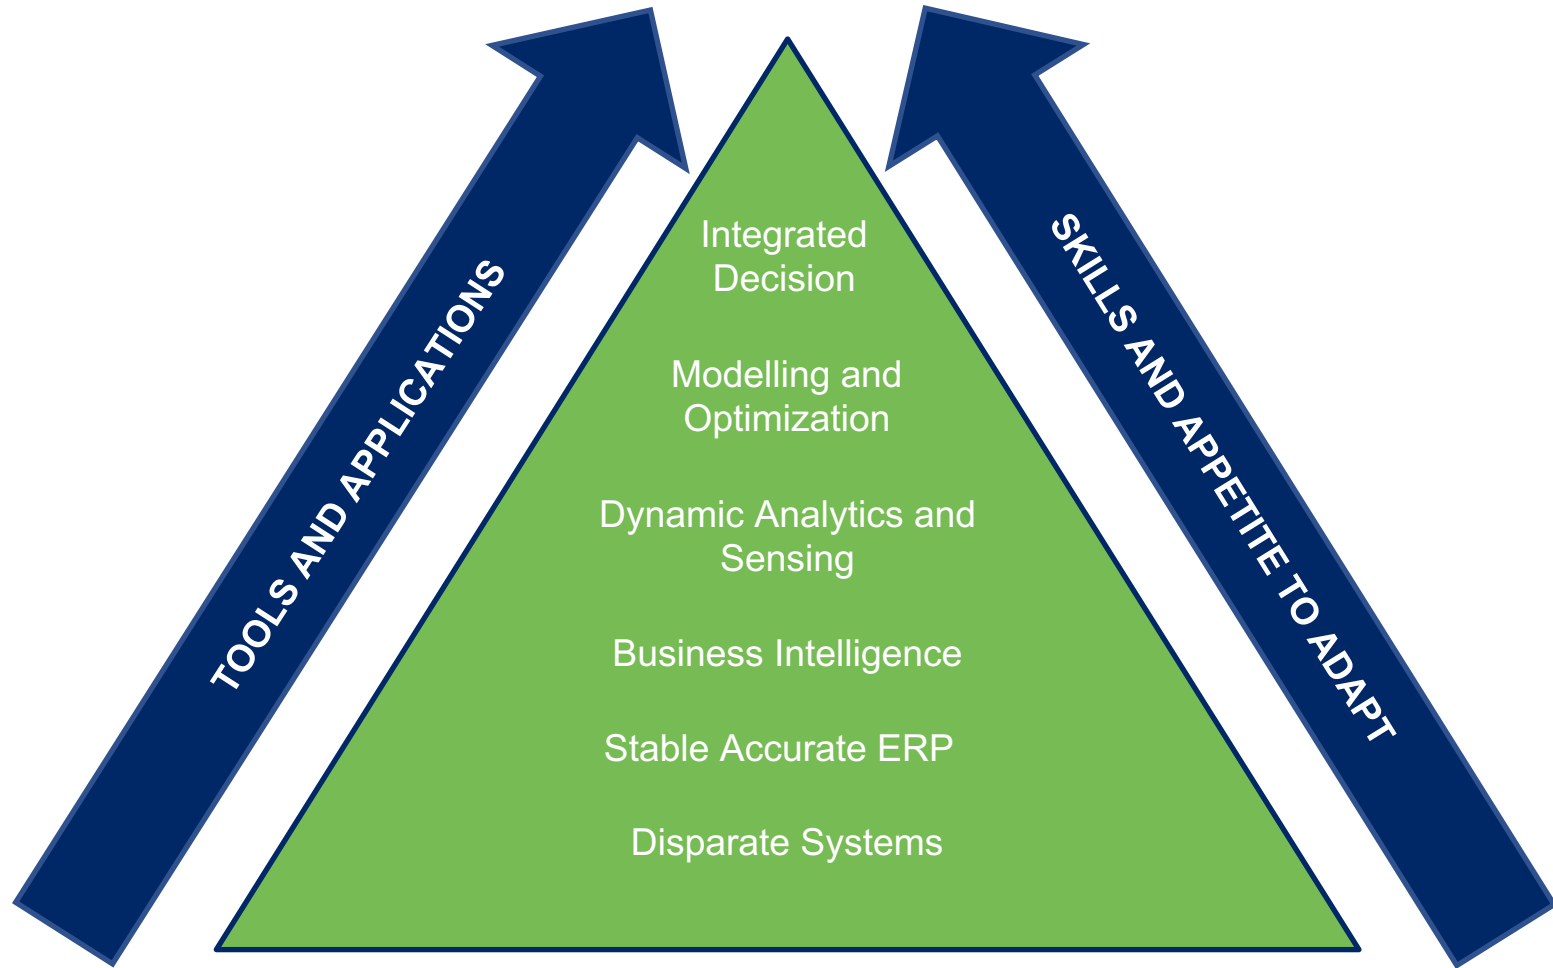 TOOLS AND APPLICATIONS
SKILLS AND APPETITE TO ADAPT
Integrated
Decision
Modelling and
Optimization
Dynamic Analytics and
Sensing
Business Intelligence
Stable Accurate ERP
Disparate Systems